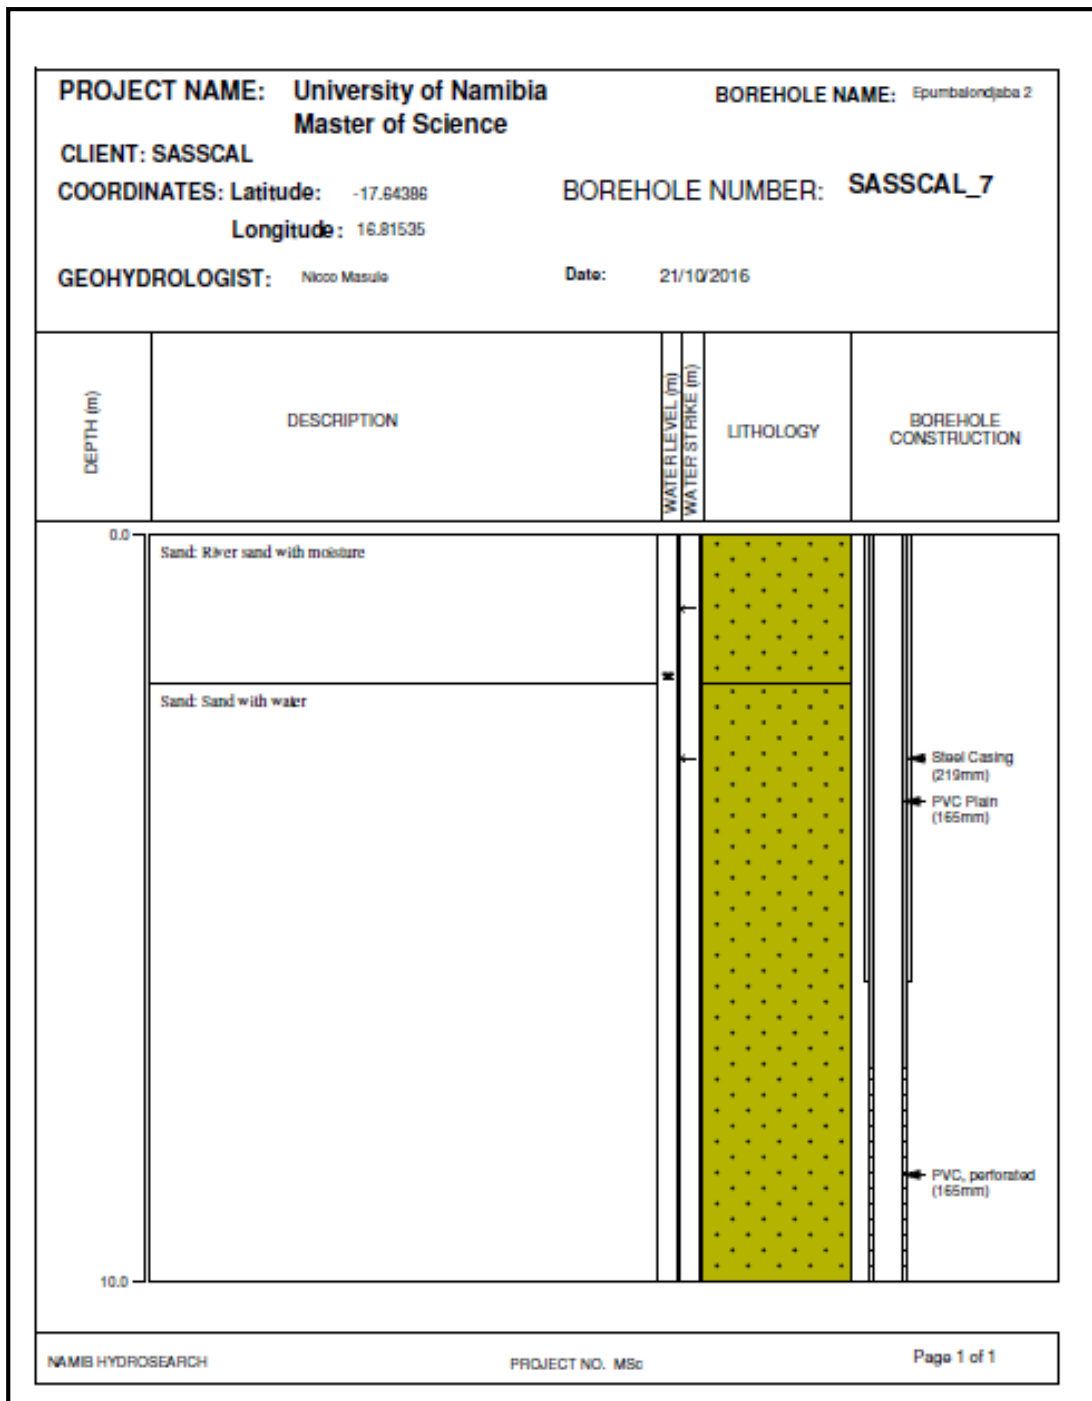 PROJECT NAME: University of Namibia
Master of Science
BOREHOLE NAME: Epumbalondjaba 2
CLIENT: SASSCAL
COORDINATES: Latitude: -17.64386
BOREHOLE NUMBER: SASSCAL_7
Longitude: 16.81535
GEOHYDROLOGIST: Nicco Masule
Date: 21/10/2016
DEPTH (m)
DESCRIPTION
WATER LEVEL (m)
WATER STRIKE (m)
LITHOLOGY
BOREHOLE
CONSTRUCTION
0.0
Sand: River sand with moisture
Sand: Sand with water
Steel Casing
(219mm)
PVC Plain
(165mm)
PVC, perforated
(165mm)
10.0
NAMIB HYDROSEARCH
PROJECT NO. MSc
Page 1 of 1